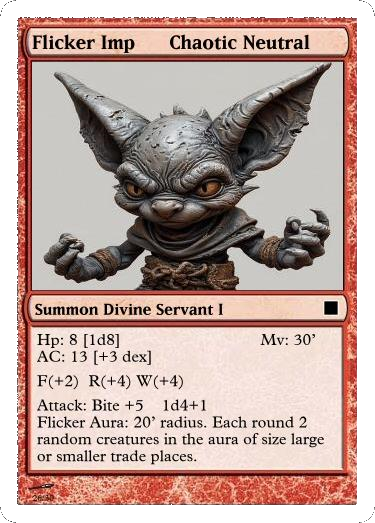 Flicker Imp Chaotic Neutral
Summon Divine Servant I
Hp: 8 [1d8] Mv: 30’
AC: 13 [+3 dex]
F(+2) R(+4) W(+4)
Attack: Bite +5 1d4+1
Flicker Aura: 20’ radius. Each round 2
random creatures in the aura of size large
or smaller trade places.